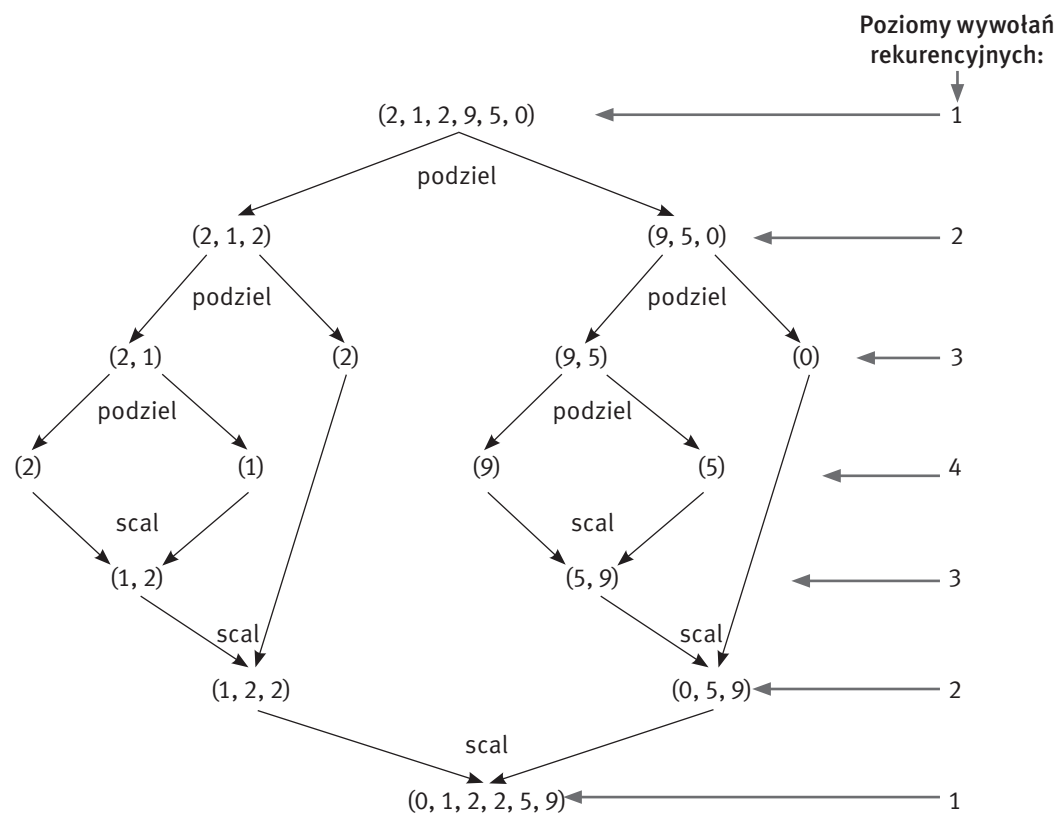 Poziomy wywołań
rekurencyjnych:
(2, 1, 2, 9, 5, 0) 1
podziel
(2, 1, 2) (9, 5, 0) 2
podziel podziel
(2, 1) (2) (9, 5) (0) 3
podziel podziel
(2) (1) (9) (5) 4
scal scal
(1, 2) (5, 9) 3
scal scal
(1, 2, 2) (0, 5, 9) 2
scal
(0, 1, 2, 2, 5, 9) 1